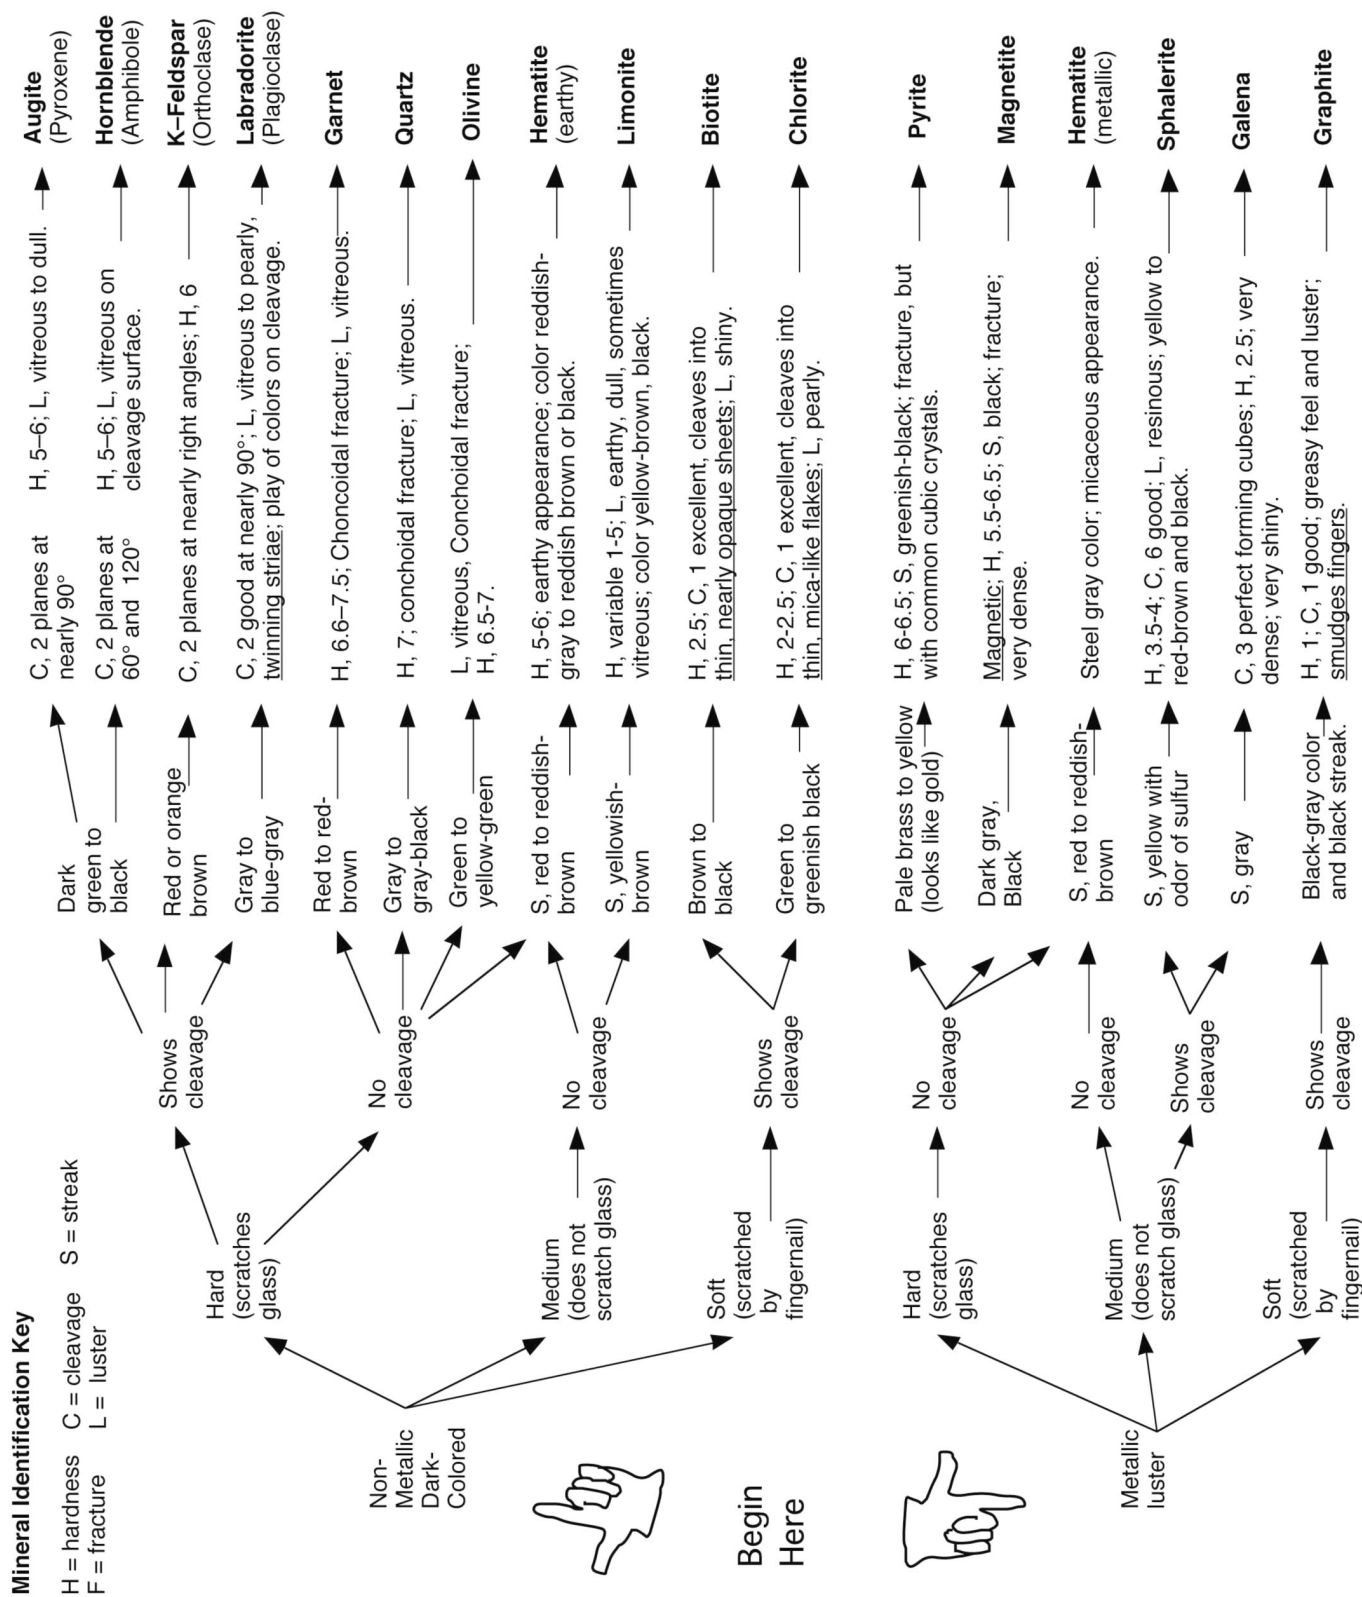 Mineral Identification Key
H = hardness C = cleavage S = streak
F = fracture L = luster
Begin
Here
Non-
Metallic
Dark-
Colored
Hard
(scratches
glass)
Shows
cleavage
Dark
green to
black
C, 2 planes at
nearly 90°
H, 5–6; L, vitreous to dull.
Augite
(Pyroxene)
C, 2 planes at
60° and 120°
H, 5–6; L, vitreous on
cleavage surface.
Hornblende
(Amphibole)
Red or orange
brown
C, 2 planes at nearly right angles; H, 6
K–Feldspar
(Orthoclase)
Gray to
blue-gray
C, 2 good at nearly 90°; L, vitreous to pearly,
twinning striae; play of colors on cleavage.
Labradorite
(Plagioclase)
No
cleavage
Red to red-
brown
H, 6.6–7.5; Choncoidal fracture; L, vitreous.
Garnet
Gray to
gray-black
H, 7; conchoidal fracture; L, vitreous.
Quartz
Green to
yellow-green
L, vitreous, Conchoidal fracture;
H, 6.5-7.
Olivine
Medium
(does not
scratch glass)
No
cleavage
S, red to reddish-
brown
H, 5-6; earthy appearance; color reddish-
gray to reddish brown or black.
Hematite
(earthy)
S, yellowish-
brown
H, variable 1-5; L, earthy, dull, sometimes
vitreous; color yellow-brown, black.
Limonite
Soft
(scratched
by
fingernail)
Shows
cleavage
Brown to
black
H, 2.5; C, 1 excellent, cleaves into
thin, nearly opaque sheets; L, shiny.
Biotite
Green to
greenish black
H, 2-2.5; C, 1 excellent, cleaves into
thin, mica-like flakes; L, pearly.
Chlorite
Metallic
luster
Hard
(scratches
glass)
No
cleavage
Pale brass to yellow
(looks like gold)
H, 6-6.5; S, greenish-black; fracture, but
with common cubic crystals.
Pyrite
Dark gray,
Black
Magnetic; H, 5.5-6.5; S, black; fracture;
very dense.
Magnetite
Medium
(does not
scratch glass)
No
cleavage
S, red to reddish-
brown
Steel gray color; micaceous appearance.
Hematite
(metallic)
Shows
cleavage
S, yellow with
odor of sulfur
H, 3.5-4; C, 6 good; L, resinous; yellow to
red-brown and black.
Sphalerite
S, gray
C, 3 perfect forming cubes; H, 2.5; very
dense; very shiny.
Galena
Soft
(scratched
by
fingernail)
Shows
cleavage
Black-gray color
and black streak.
H, 1; C, 1 good; greasy feel and luster;
smudges fingers.
Graphite